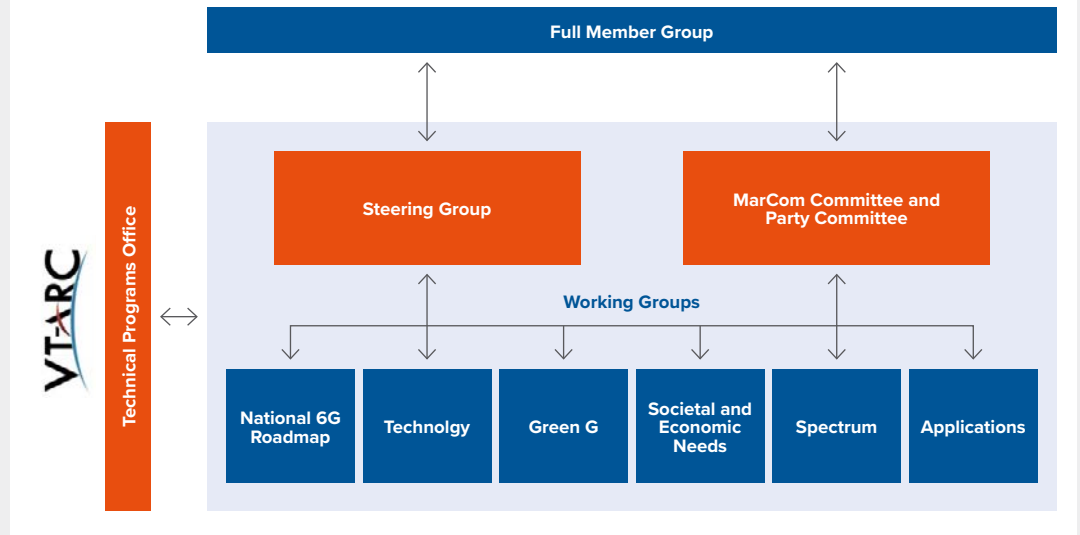 Full Member Group
VT-ARC
Technical Programs Office
Steering Group
MarCom Committee and
Party Committee
Working Groups
National 6G
Roadmap
Technolgy
Green G
Societal and
Economic
Needs
Spectrum
Applications